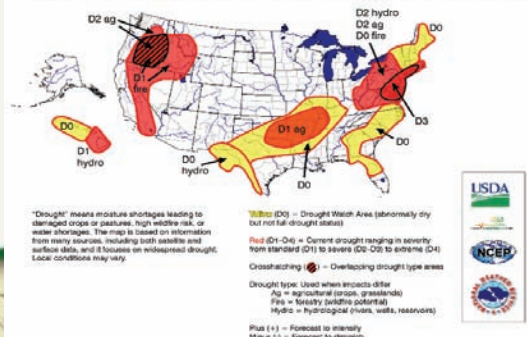 D2 ag
D1
fire
D0
D1
hydro
D0
hydro
D1 ag
D0
D2 hydro
D2 ag
D0 fire
D0
D3
D0
"Drought" means moisture shortages leading to
damaged crops or pastures, high wildfire risk, or
water shortages. The map is based on information
from many sources, including both satellite and
surface data, and it focuses on widespread drought.
Local conditions may vary.
Yellow (D0) – Drought Watch Area (abnormally dry
but not full drought status)
Red (D1–D4) = Current drought ranging in severity
from standard (D1) to severe (D2–D3) to extreme (D4)
Crosshatching ( ) – Overlapping drought type areas
Drought type: Used when impacts differ
Ag = agricultural (crops, grasslands)
Fire = forestry (wildfire potential)
Hydro = hydrological (rivers, wells, reservoirs)
Plus (+) = Forecast to intensify
Minus (-) = Forecast to diminish
USDA
NCEP